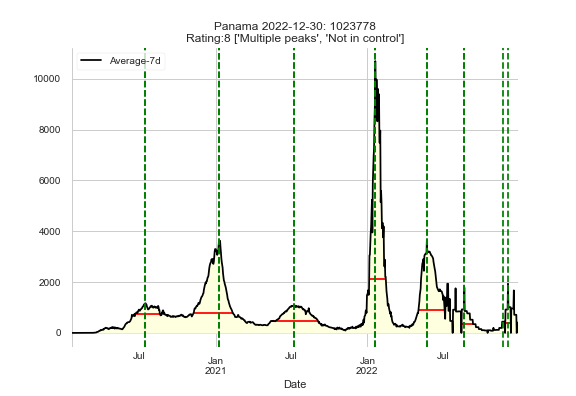 Panama 2022-12-30: 1023778
Rating:8 ['Multiple peaks', 'Not in control']
Average-7d
10000
8000
6000
4000
2000
0
Jul
Jan
2021
Jul
Jan
2022
Jul
Date